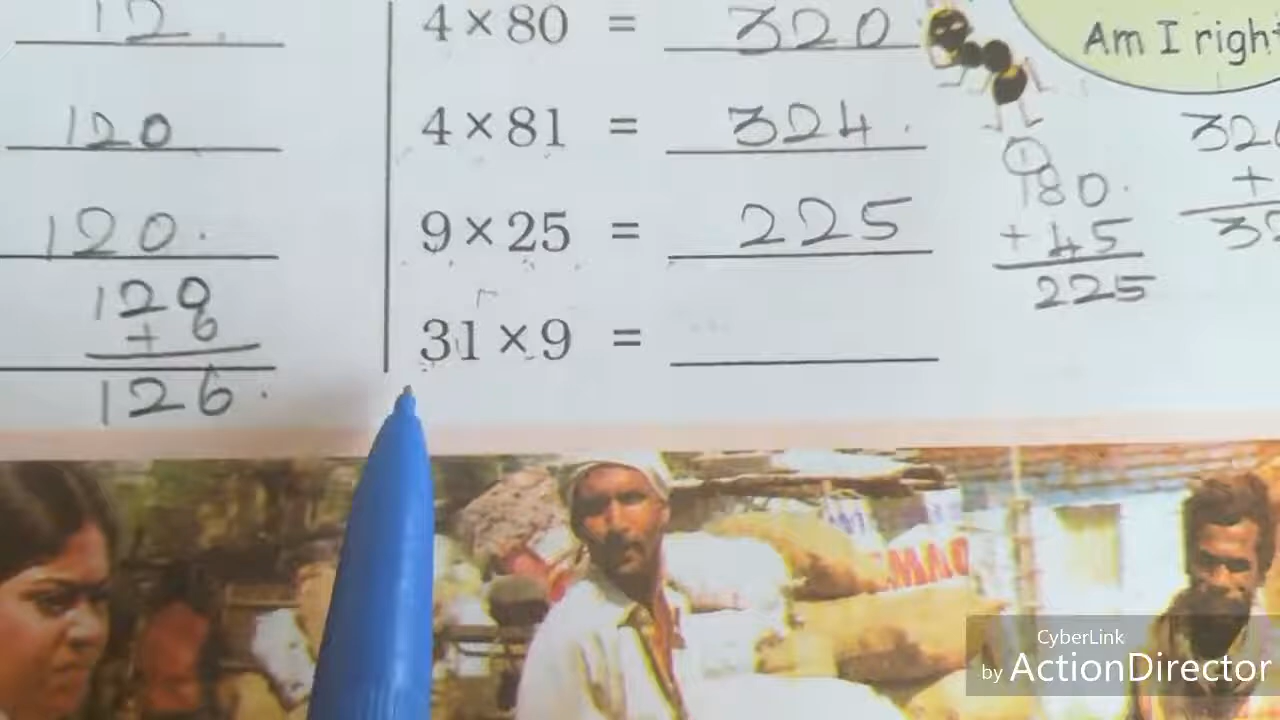 12.
120
120.
120
+ 6
126.
4 × 80 = 320
4 × 81 = 324.
9 × 25 = 225
31 × 9 =
Am I right
1
180.
+ 45
225
+
CyberLink
by ActionDirector